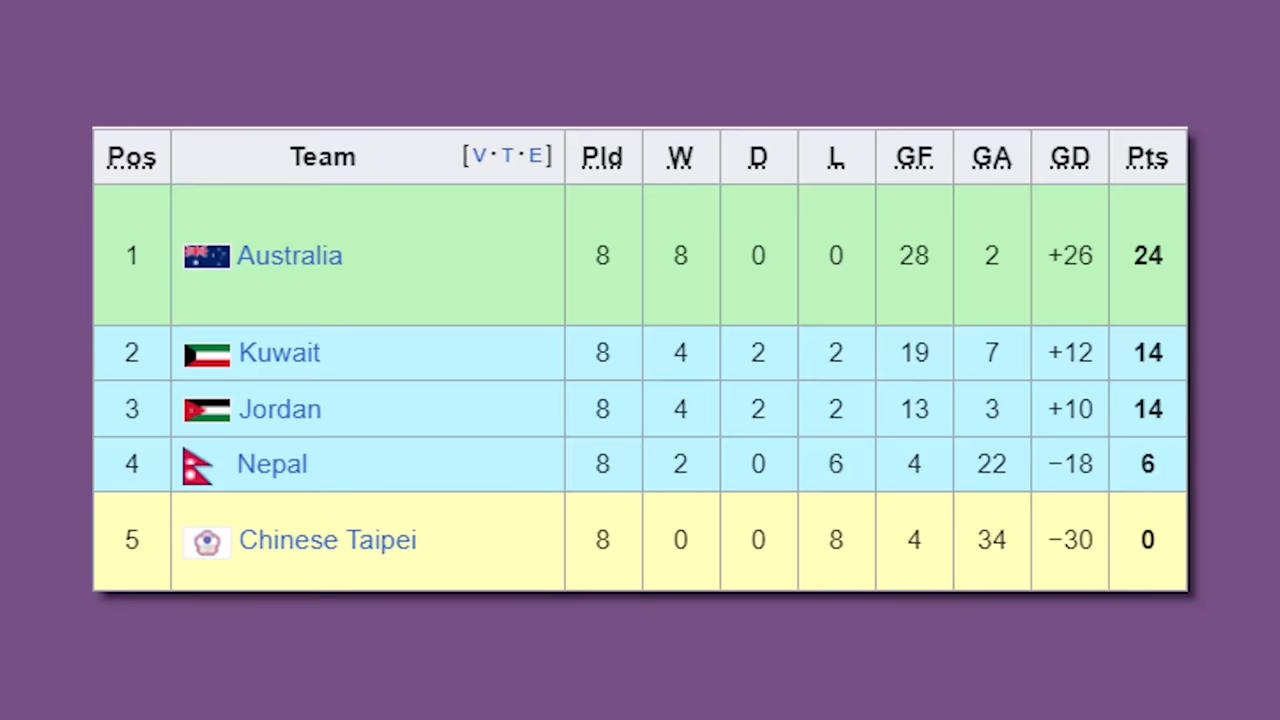 Pos Team [V·T·E] Pld W D L GF GA GD Pts
1 Australia 8 8 0 0 28 2 +26 24
2 Kuwait 8 4 2 2 19 7 +12 14
3 Jordan 8 4 2 2 13 3 +10 14
4 Nepal 8 2 0 6 4 22 −18 6
5 Chinese Taipei 8 0 0 8 4 34 −30 0